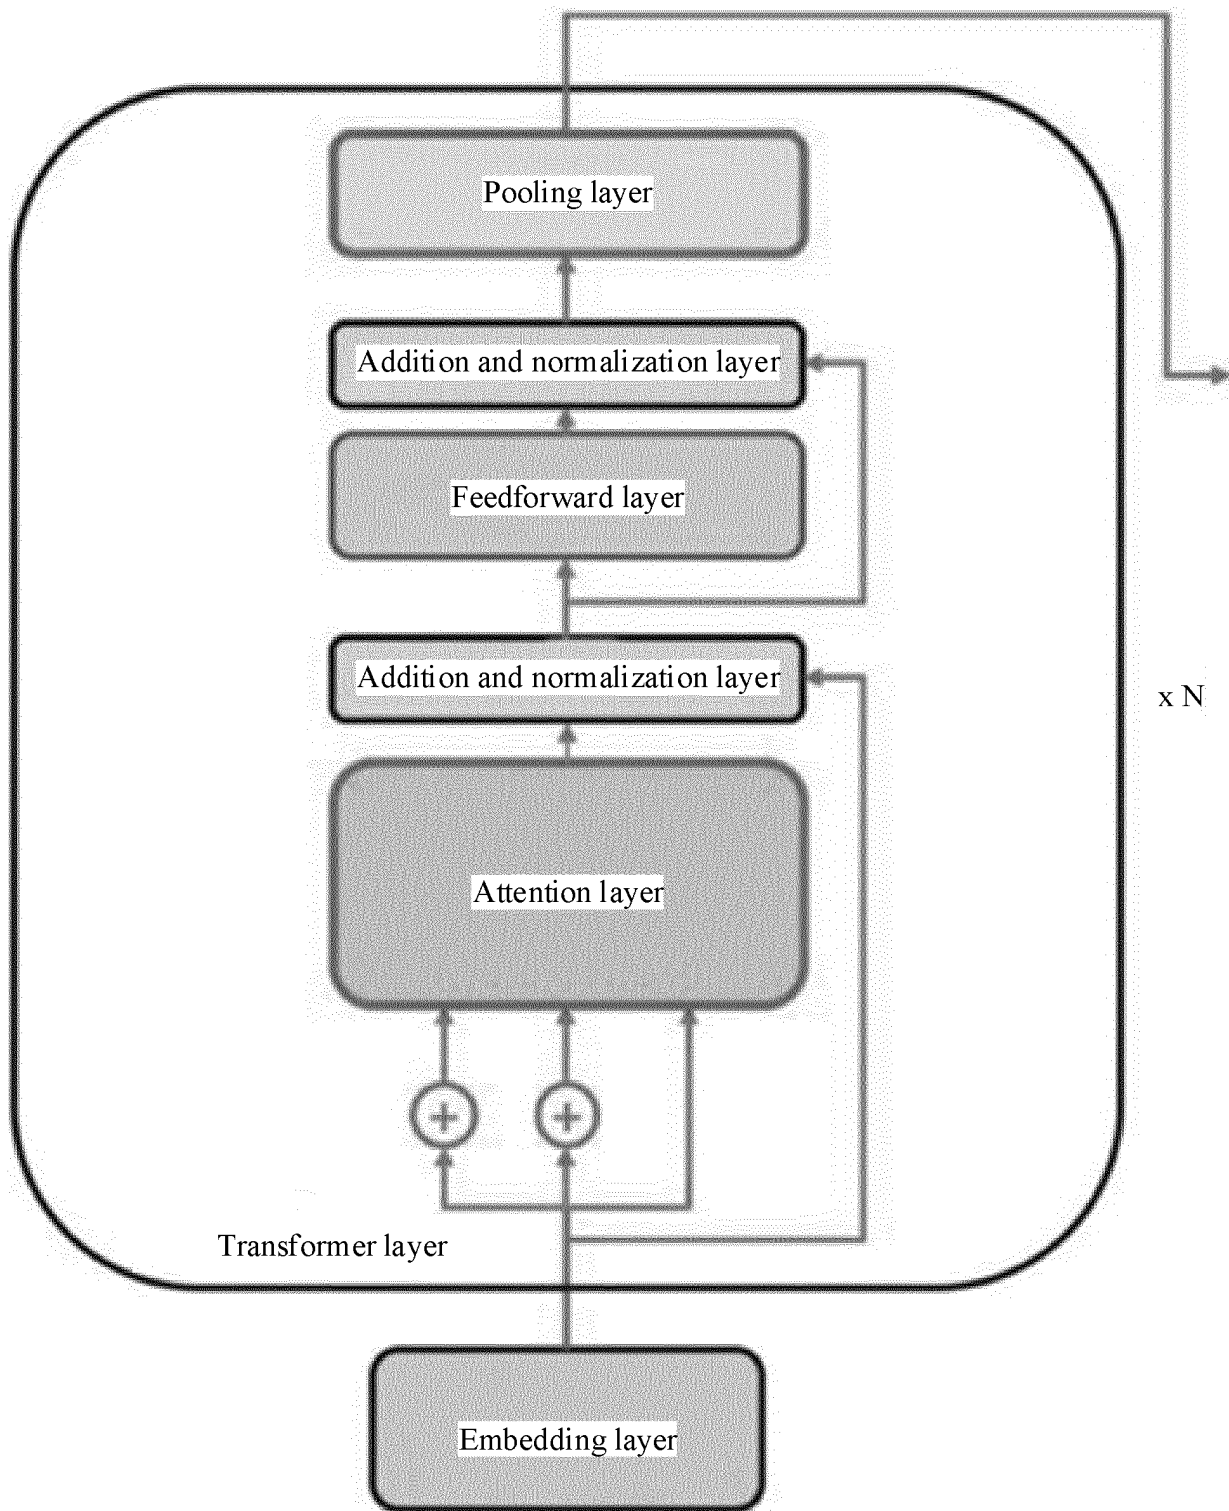 Pooling layer
Addition and normalization layer
Feedforward layer
Addition and normalization layer
x N
Attention layer
Transformer layer
Embedding layer